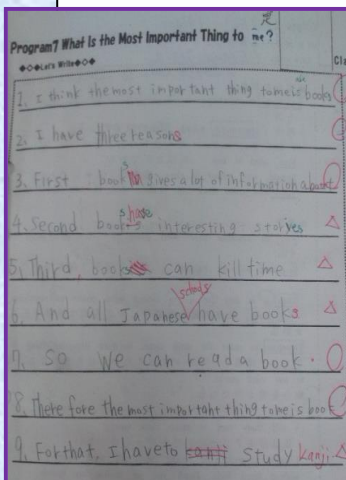 Program7 What Is the Most Important Thing to me?
◆◇◆Let's Write◆◇◆
1. I think the most important thing to me is books
2. I have three reasons
3. First books gives a lot of information about
4. Second books have interesting stories
5. Third, books can kill time
6. And all Japanese schools have books
7. So we can read a book.
8. There fore the most important thing to me is book
9. For that, I have to study kanji.